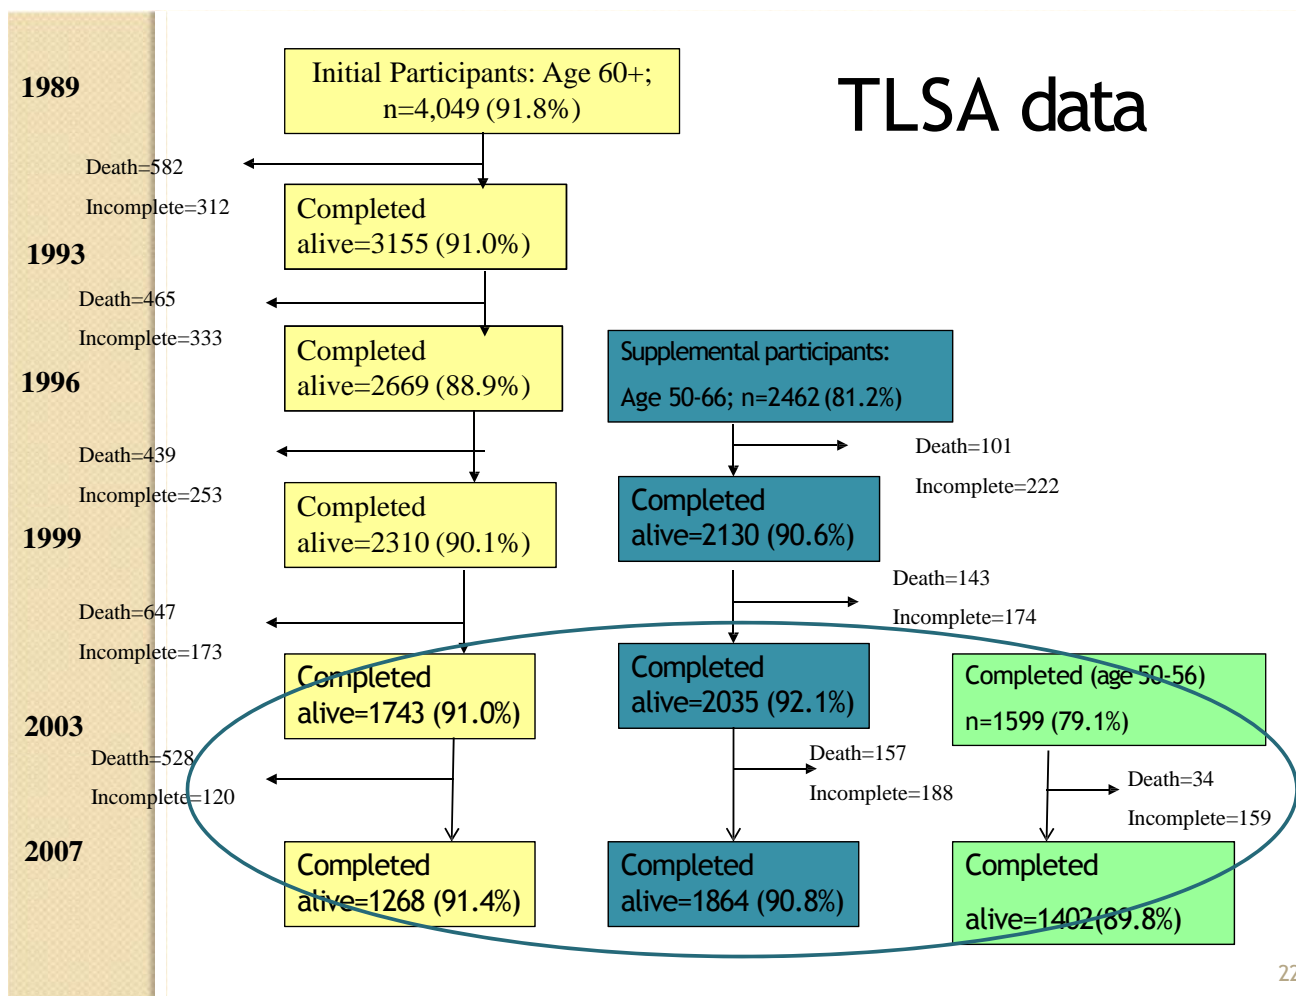 TLSA data
1989
Initial Participants: Age 60+;
n=4,049 (91.8%)
Death=582
Incomplete=312
Completed
alive=3155 (91.0%)
1993
Death=465
Incomplete=333
Completed
alive=2669 (88.9%)
Supplemental participants:
Age 50-66; n=2462 (81.2%)
1996
Death=439
Incomplete=253
Death=101
Incomplete=222
Completed
alive=2310 (90.1%)
Completed
alive=2130 (90.6%)
1999
Death=647
Incomplete=173
Death=143
Incomplete=174
Completed
alive=1743 (91.0%)
Completed
alive=2035 (92.1%)
Completed (age 50-56)
n=1599 (79.1%)
2003
Deatth=528
Incomplete=120
Death=157
Incomplete=188
Death=34
Incomplete=159
2007
Completed
alive=1268 (91.4%)
Completed
alive=1864 (90.8%)
Completed
alive=1402(89.8%)
22